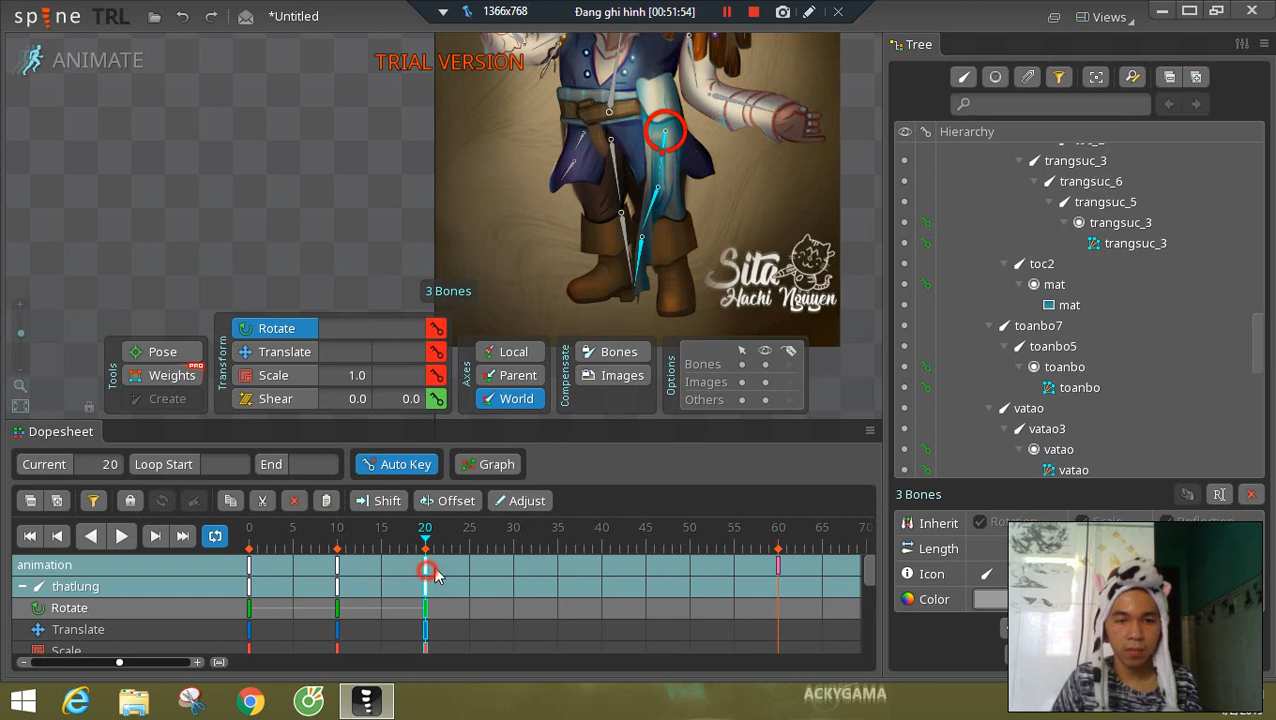 spine TRL
*Untitled
1366x768
Đang ghi hình [00:51:54]
Views
ANIMATE
TRIAL VERSION
Sita
Hachi Nguyen
3 Bones
Tools
Pose
Weights
PRO
Create
Transform
Rotate
Translate
Scale 1.0
Shear 0.0 0.0
Axes
Local
Parent
World
Compensate
Bones
Images
Options
Bones
Images
Others
Tree
Hierarchy
trangsuc_3
trangsuc_6
trangsuc_5
trangsuc_3
trangsuc_3
toc2
mat
mat
toanbo7
toanbo5
toanbo
toanbo
vatao
vatao3
vatao
vatao
3 Bones
Inherit Rotation Scale Reflection
Length
Icon
Color
Dopesheet
Current 20 Loop Start End Auto Key Graph
Shift Offset Adjust
0 5 10 15 20 25 30 35 40 45 50 55 60 65 70
animation
thatlung
Rotate
Translate
Scale
ACKYGAMA